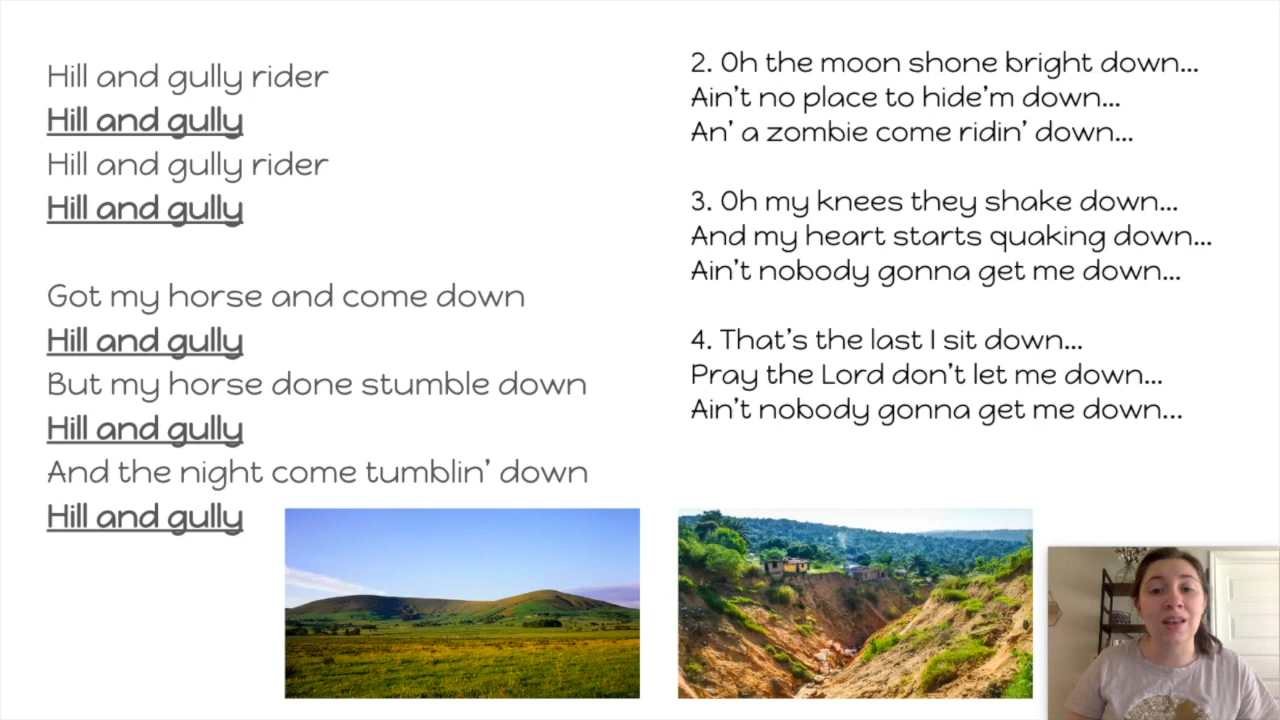 Hill and gully rider
Hill and gully
Hill and gully rider
Hill and gully
Got my horse and come down
Hill and gully
But my horse done stumble down
Hill and gully
And the night come tumblin' down
Hill and gully
2. Oh the moon shone bright down...
Ain't no place to hide'm down...
An' a zombie come ridin' down...
3. Oh my knees they shake down...
And my heart starts quaking down...
Ain't nobody gonna get me down...
4. That's the last I sit down...
Pray the Lord don't let me down...
Ain't nobody gonna get me down...